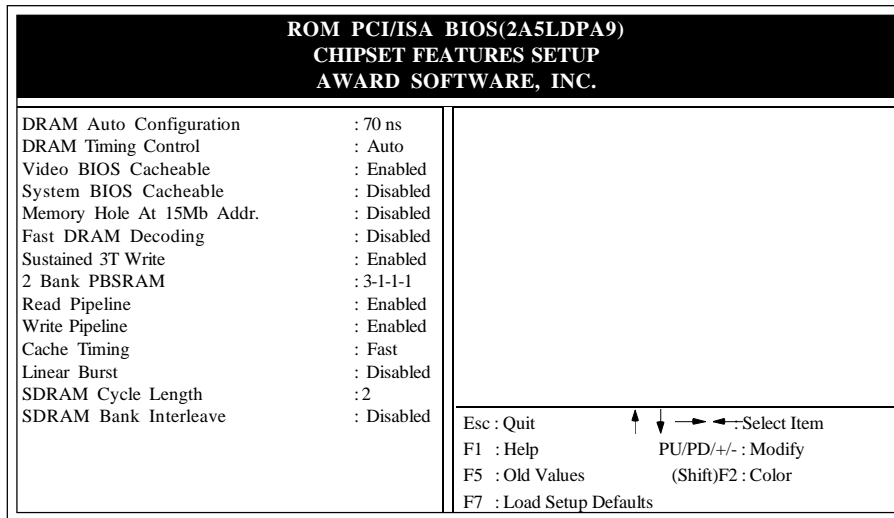 ROM PCI/ISA BIOS(2A5LDPA9)
CHIPSET FEATURES SETUP
AWARD SOFTWARE, INC.
DRAM Auto Configuration : 70 ns
DRAM Timing Control : Auto
Video BIOS Cacheable : Enabled
System BIOS Cacheable : Disabled
Memory Hole At 15Mb Addr. : Disabled
Fast DRAM Decoding : Disabled
Sustained 3T Write : Enabled
2 Bank PBSRAM : 3-1-1-1
Read Pipeline : Enabled
Write Pipeline : Enabled
Cache Timing : Fast
Linear Burst : Disabled
SDRAM Cycle Length :2
SDRAM Bank Interleave : Disabled
Esc : Quit ↑ ↓ → ← : Select Item
F1 : Help PU/PD/+/- : Modify
F5 : Old Values (Shift)F2 : Color
F7 : Load Setup Defaults